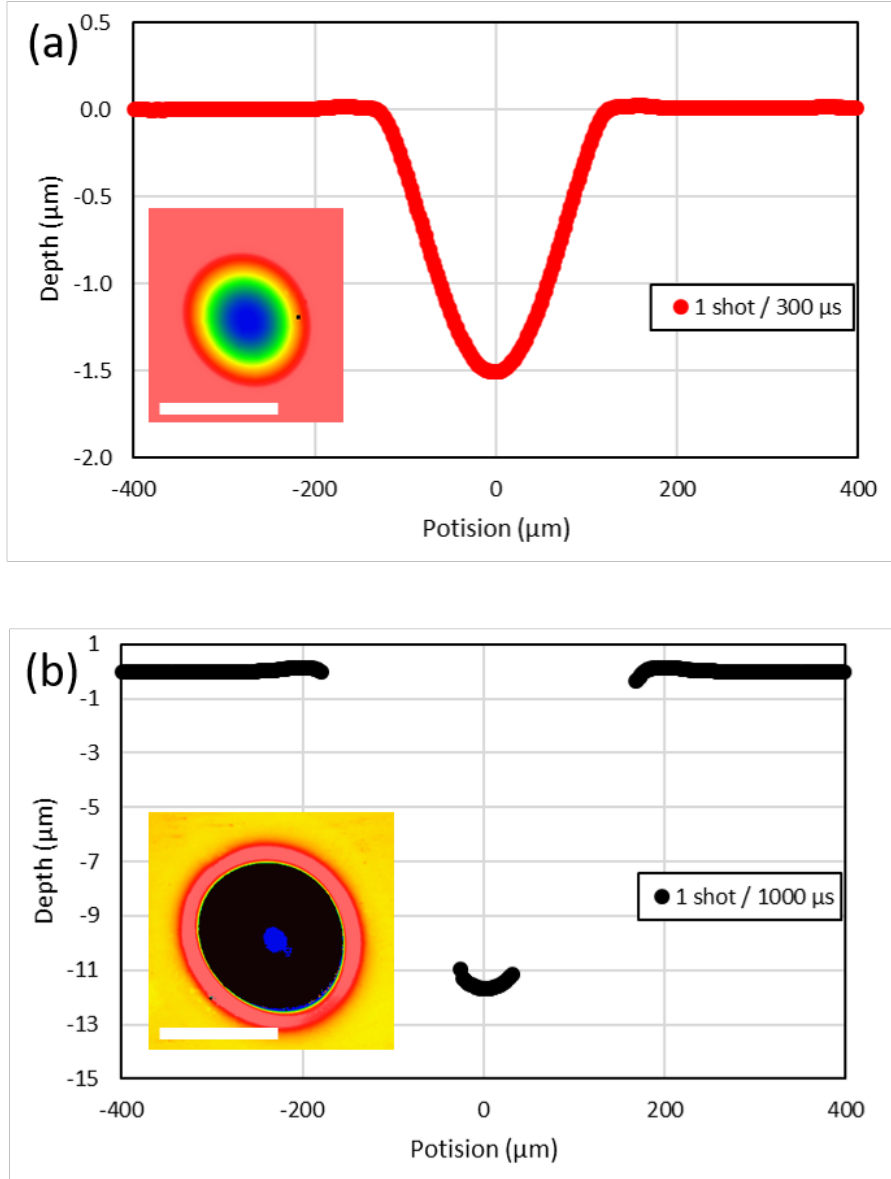 (a)
0.5
0.0
-0.5
-1.0
-1.5
-2.0
Depth (μm)
1 shot / 300 μs
-400 -200 0 200 400
Potision (μm)
(b)
1
-1
-3
-5
-7
-9
-11
-13
-15
Depth (μm)
1 shot / 1000 μs
-400 -200 0 200 400
Potision (μm)